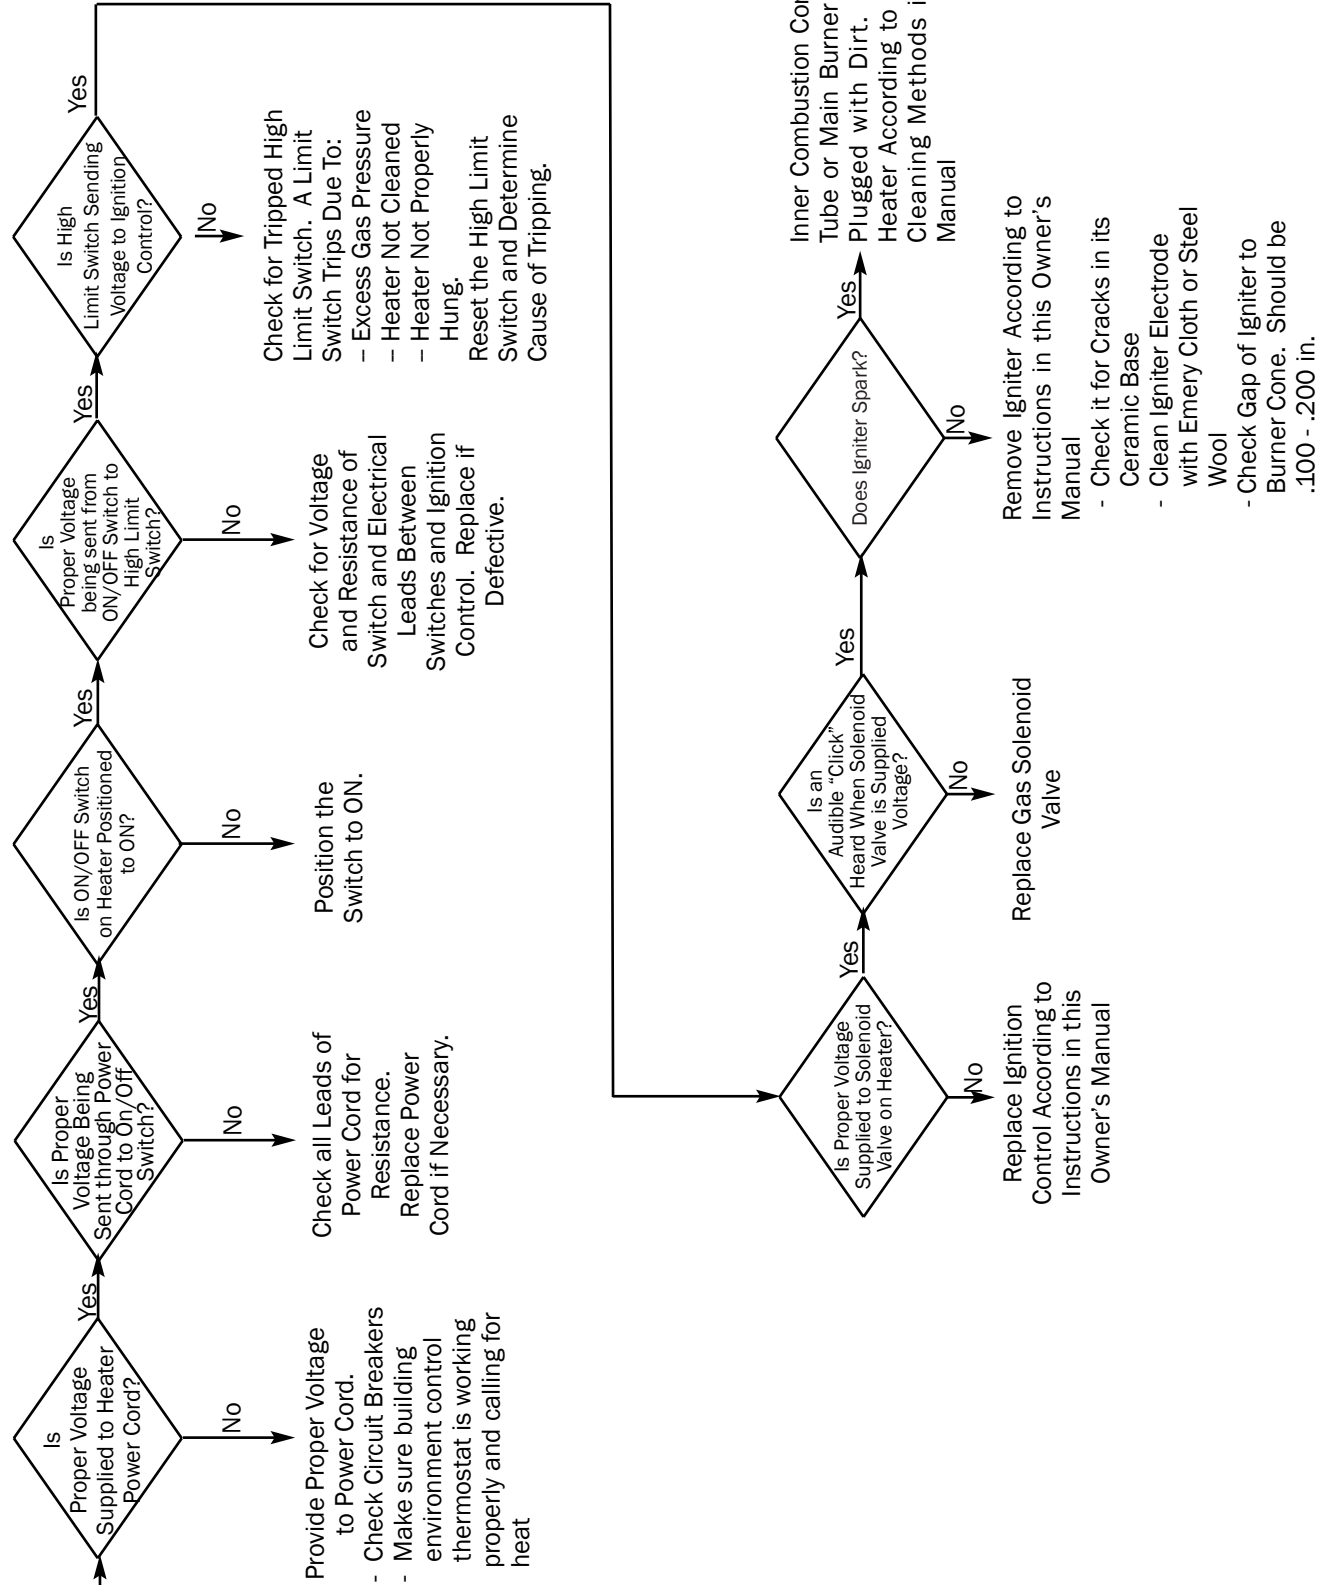 Is
Proper Voltage
Supplied to Heater
Power Cord?
Yes
No
Provide Proper Voltage
to Power Cord.
- Check Circuit Breakers
- Make sure building
environment control
thermostat is working
properly and calling for
heat
Is Proper
Voltage Being
Sent through Power
Cord to On/Off
Switch?
Yes
No
Check all Leads of
Power Cord for
Resistance.
Replace Power
Cord if Necessary.
Is ON/OFF Switch
on Heater Positioned
to ON?
Yes
No
Position the
Switch to ON.
Is
Proper Voltage
being sent from
ON/OFF Switch to
High Limit
Switch?
Yes
No
Check for Voltage
and Resistance of
Switch and Electrical
Leads Between
Switches and Ignition
Control. Replace if
Defective.
Is High
Limit Switch Sending
Voltage to Ignition
Control?
Yes
No
Check for Tripped High
Limit Switch. A Limit
Switch Trips Due To:
– Excess Gas Pressure
– Heater Not Cleaned
– Heater Not Properly
Hung.
Reset the High Limit
Switch and Determine
Cause of Tripping.
Is Proper Voltage
Supplied to Solenoid
Valve on Heater?
Yes
No
Replace Ignition
Control According to
Instructions in this
Owner's Manual
Is an
Audible “Click”
Heard When Solenoid
Valve is Supplied
Voltage?
Yes
No
Replace Gas Solenoid
Valve
Does Igniter Spark?
Yes
No
Remove Igniter According to
Instructions in this Owner's
Manual
- Check it for Cracks in its
Ceramic Base
- Clean Igniter Electrode
with Emery Cloth or Steel
Wool
- Check Gap of Igniter to
Burner Cone. Should be
.100 - .200 in.
Inner Combustion
Tube or Main Burner
Plugged with Dirt.
Heater According to
Cleaning Methods
Manual